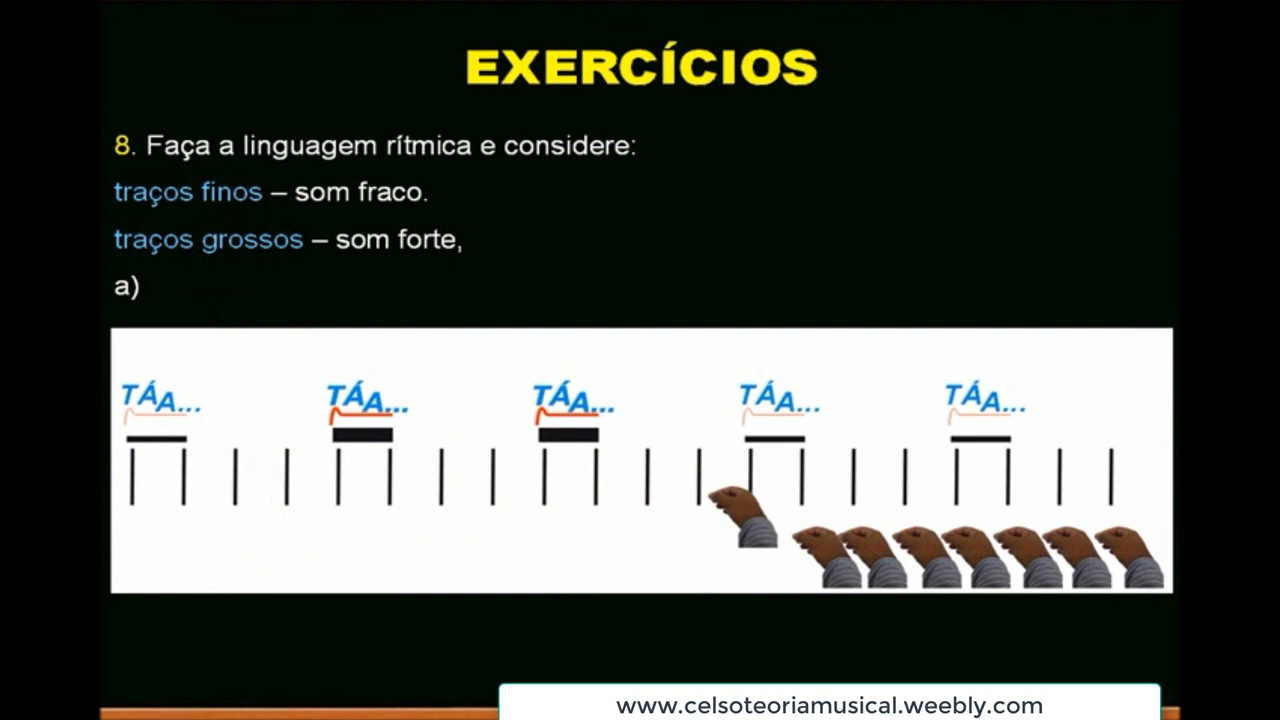 EXERCÍCIOS
8. Faça a linguagem rítmica e considere:
traços finos – som fraco.
traços grossos – som forte,
a)
TÁA... TÁA... TÁA... TÁA... TÁA...
www.celsoteoriamusical.weebly.com